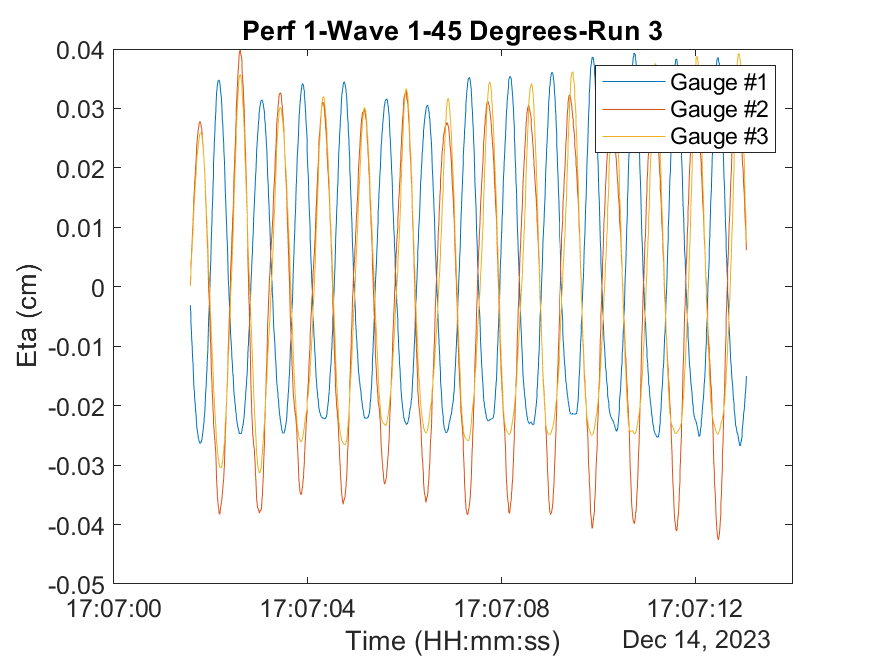 Perf 1-Wave 1-45 Degrees-Run 3
0.04
0.03
0.02
0.01
0
-0.01
-0.02
-0.03
-0.04
-0.05
Eta (cm)
Gauge #1
Gauge #2
Gauge #3
17:07:00 17:07:04 17:07:08 17:07:12
Time (HH:mm:ss)
Dec 14, 2023